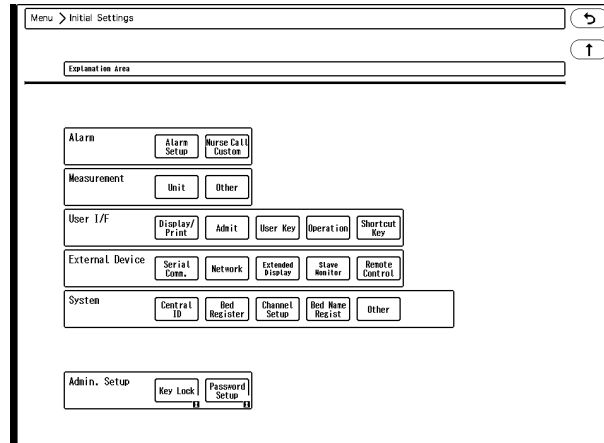 Menu > Initial Settings
Explanation Area
Alarm
Alarm
Setup
Nurse Call
Custom
Measurement
Unit
Other
User I/F
Display/
Print
Admit
User Key
Operation
Shortcut
Key
External Device
Serial
Comm.
Network
Extended
Display
Slave
Monitor
Remote
Control
System
Central
ID
Bed
Register
Channel
Setup
Bed Name
Regist
Other
Admin. Setup
Key Lock
Password
Setup